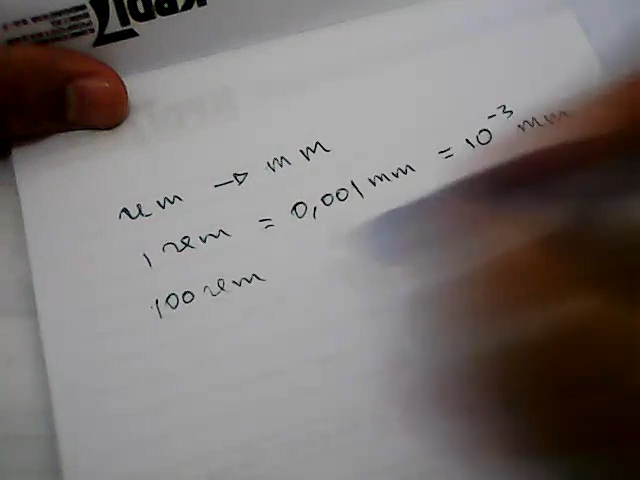 μm → mm
1 μm = 0,001 mm = 10⁻³ mm
100 μm